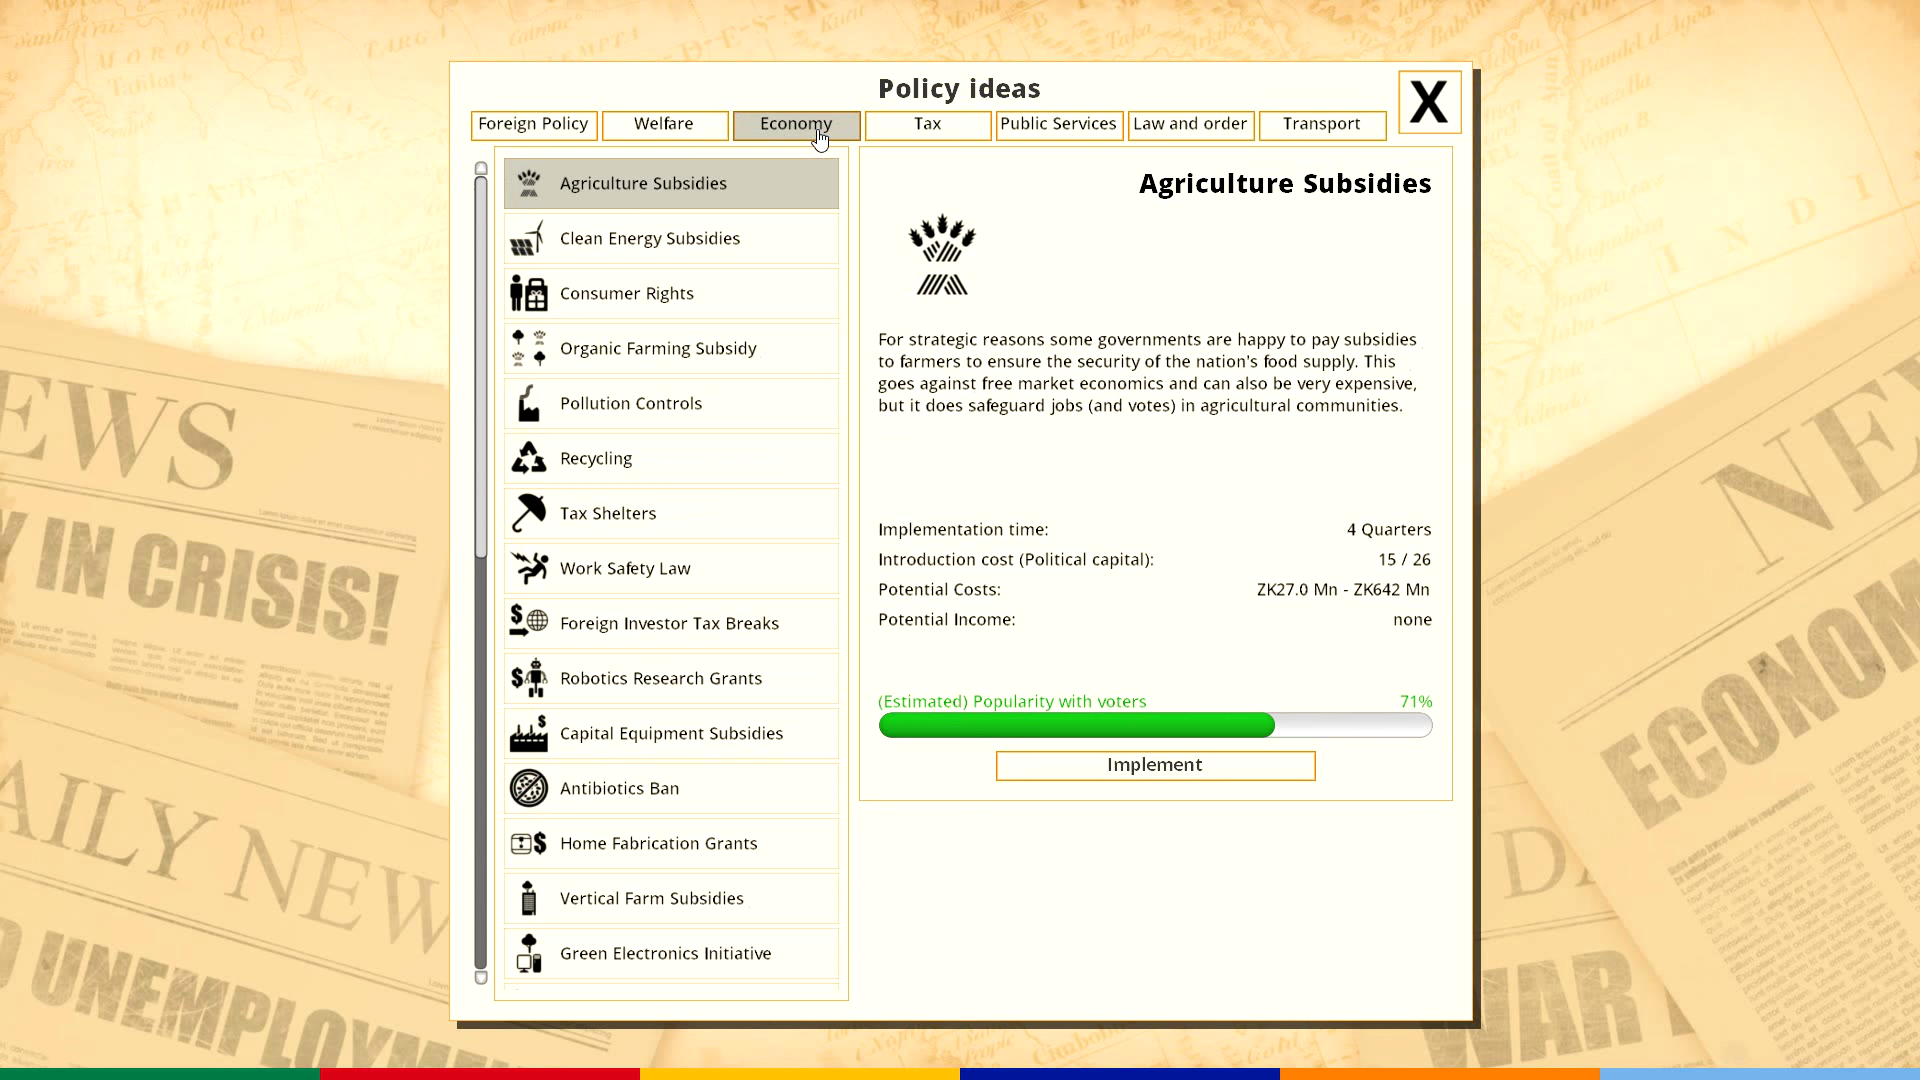 Policy ideas
X
Foreign Policy
Welfare
Economy
Tax
Public Services
Law and order
Transport
Agriculture Subsidies
Clean Energy Subsidies
Consumer Rights
Organic Farming Subsidy
Pollution Controls
Recycling
Tax Shelters
Work Safety Law
Foreign Investor Tax Breaks
Robotics Research Grants
Capital Equipment Subsidies
Antibiotics Ban
Home Fabrication Grants
Vertical Farm Subsidies
Green Electronics Initiative
Agriculture Subsidies
For strategic reasons some governments are happy to pay subsidies
to farmers to ensure the security of the nation's food supply. This
goes against free market economics and can also be very expensive,
but it does safeguard jobs (and votes) in agricultural communities.
Implementation time: 4 Quarters
Introduction cost (Political capital): 15 / 26
Potential Costs: ZK27.0 Mn - ZK642 Mn
Potential Income: none
(Estimated) Popularity with voters 71%
Implement
EWS
Y IN CRISIS!
AILY NEW
UNEMPLOYM
NE
ECONOM
DA
WAR